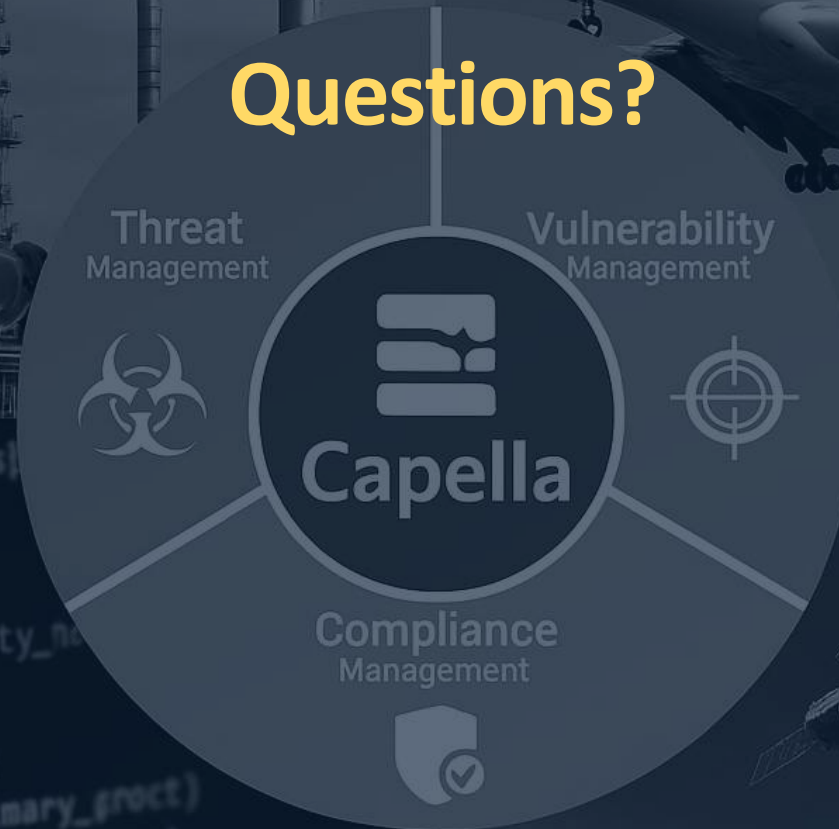 Questions?
Threat
Management
Vulnerability
Management
Capella
Compliance
Management